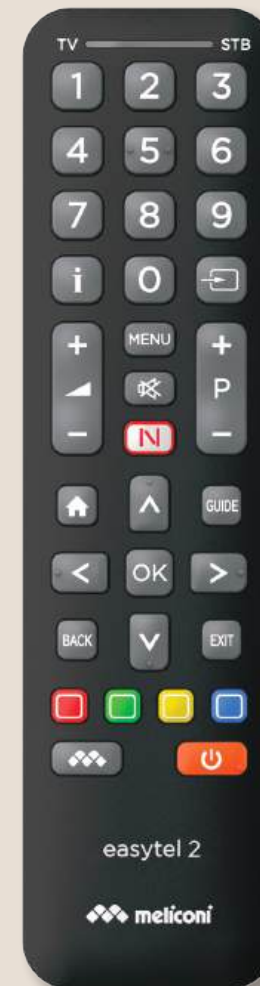 TV STB
1 2 3
4 5 6
7 8 9
i 0
+ MENU + 
P
- N -
GUIDE
< OK >
BACK EXIT
easytel 2
meliconi